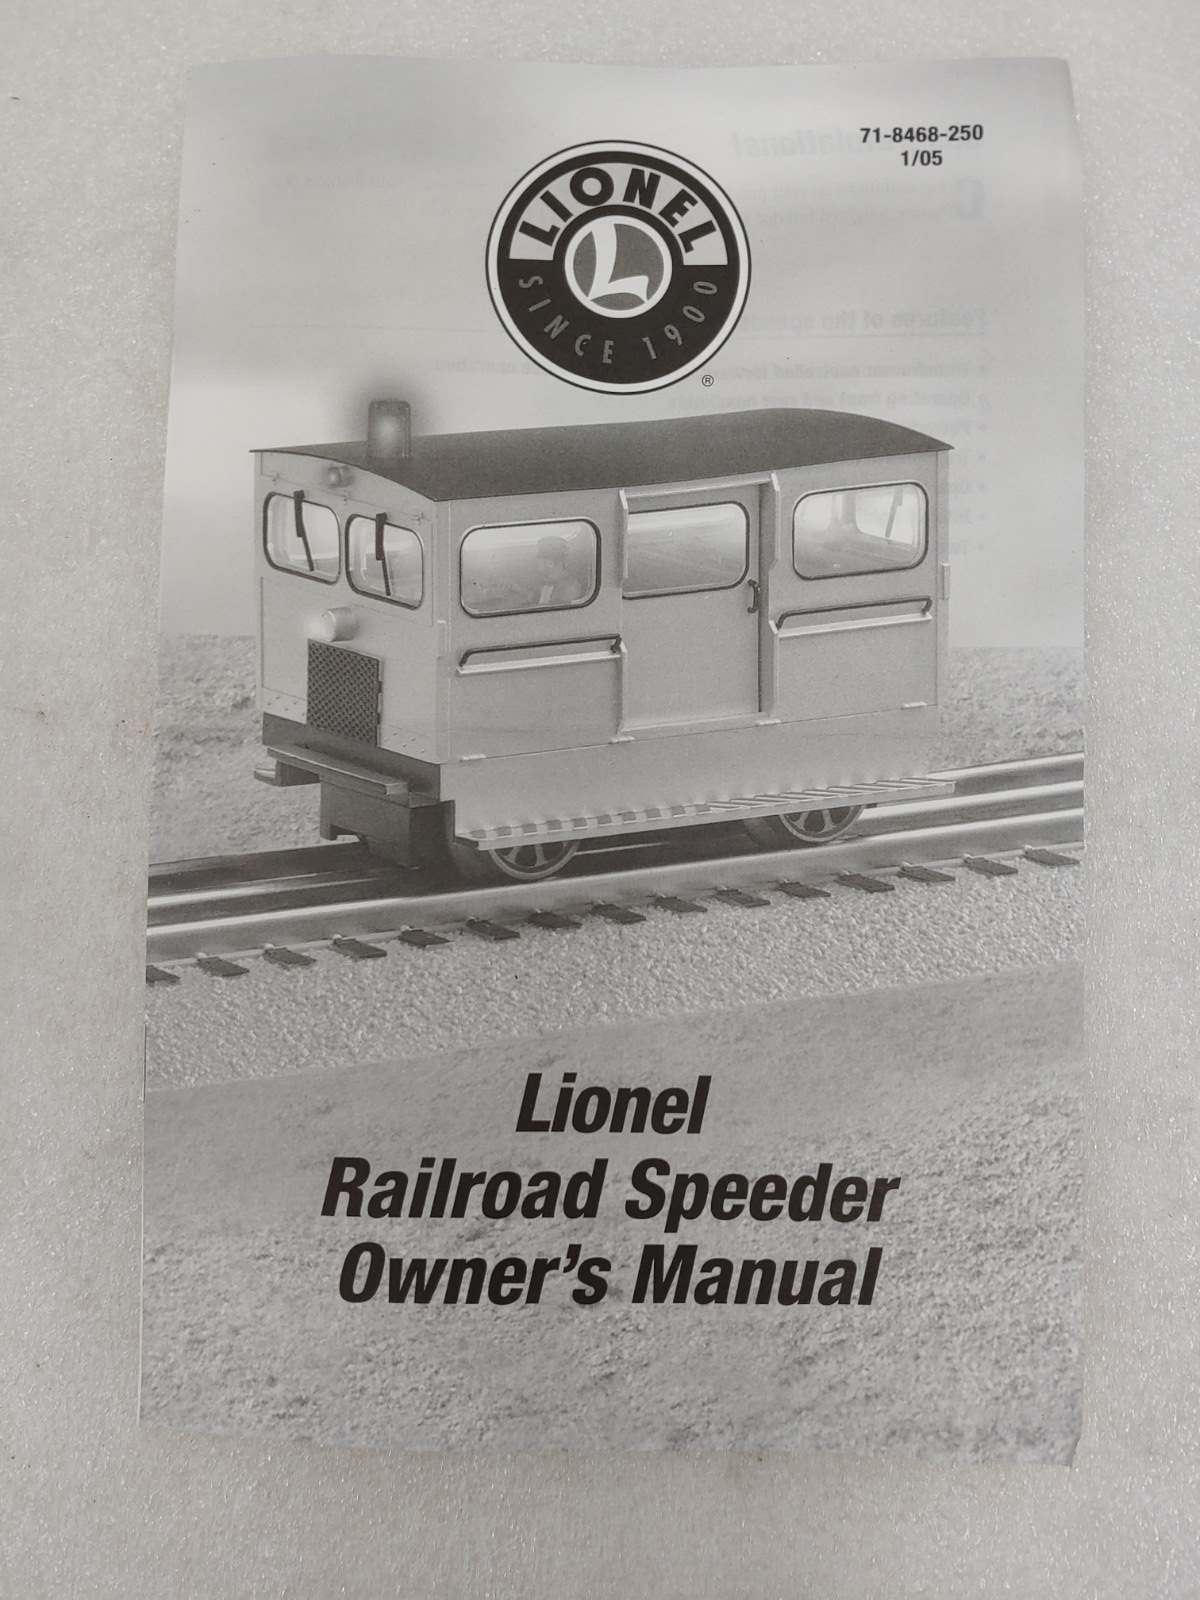 71-8468-250
1/05
LIONEL
L
SINCE 1900
®
Lionel
Railroad Speeder
Owner's Manual